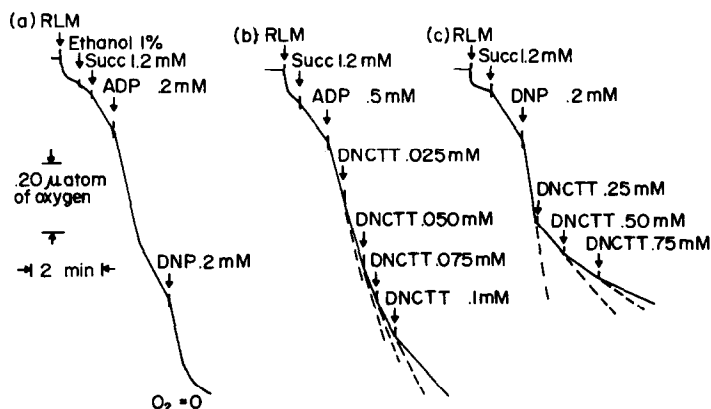 (a) RLM
Ethanol 1%
Succ 1.2 mM
ADP .2 mM
.20 μ atom
of oxygen
2 min
DNP .2 mM
O₂ = 0
(b) RLM
Succ 1.2 mM
ADP .5 mM
DNCTT .025 mM
DNCTT .050 mM
DNCTT .075 mM
DNCTT .1 mM
(c) RLM
Succ 1.2 mM
DNP .2 mM
DNCTT .25 mM
DNCTT .50 mM
DNCTT .75 mM